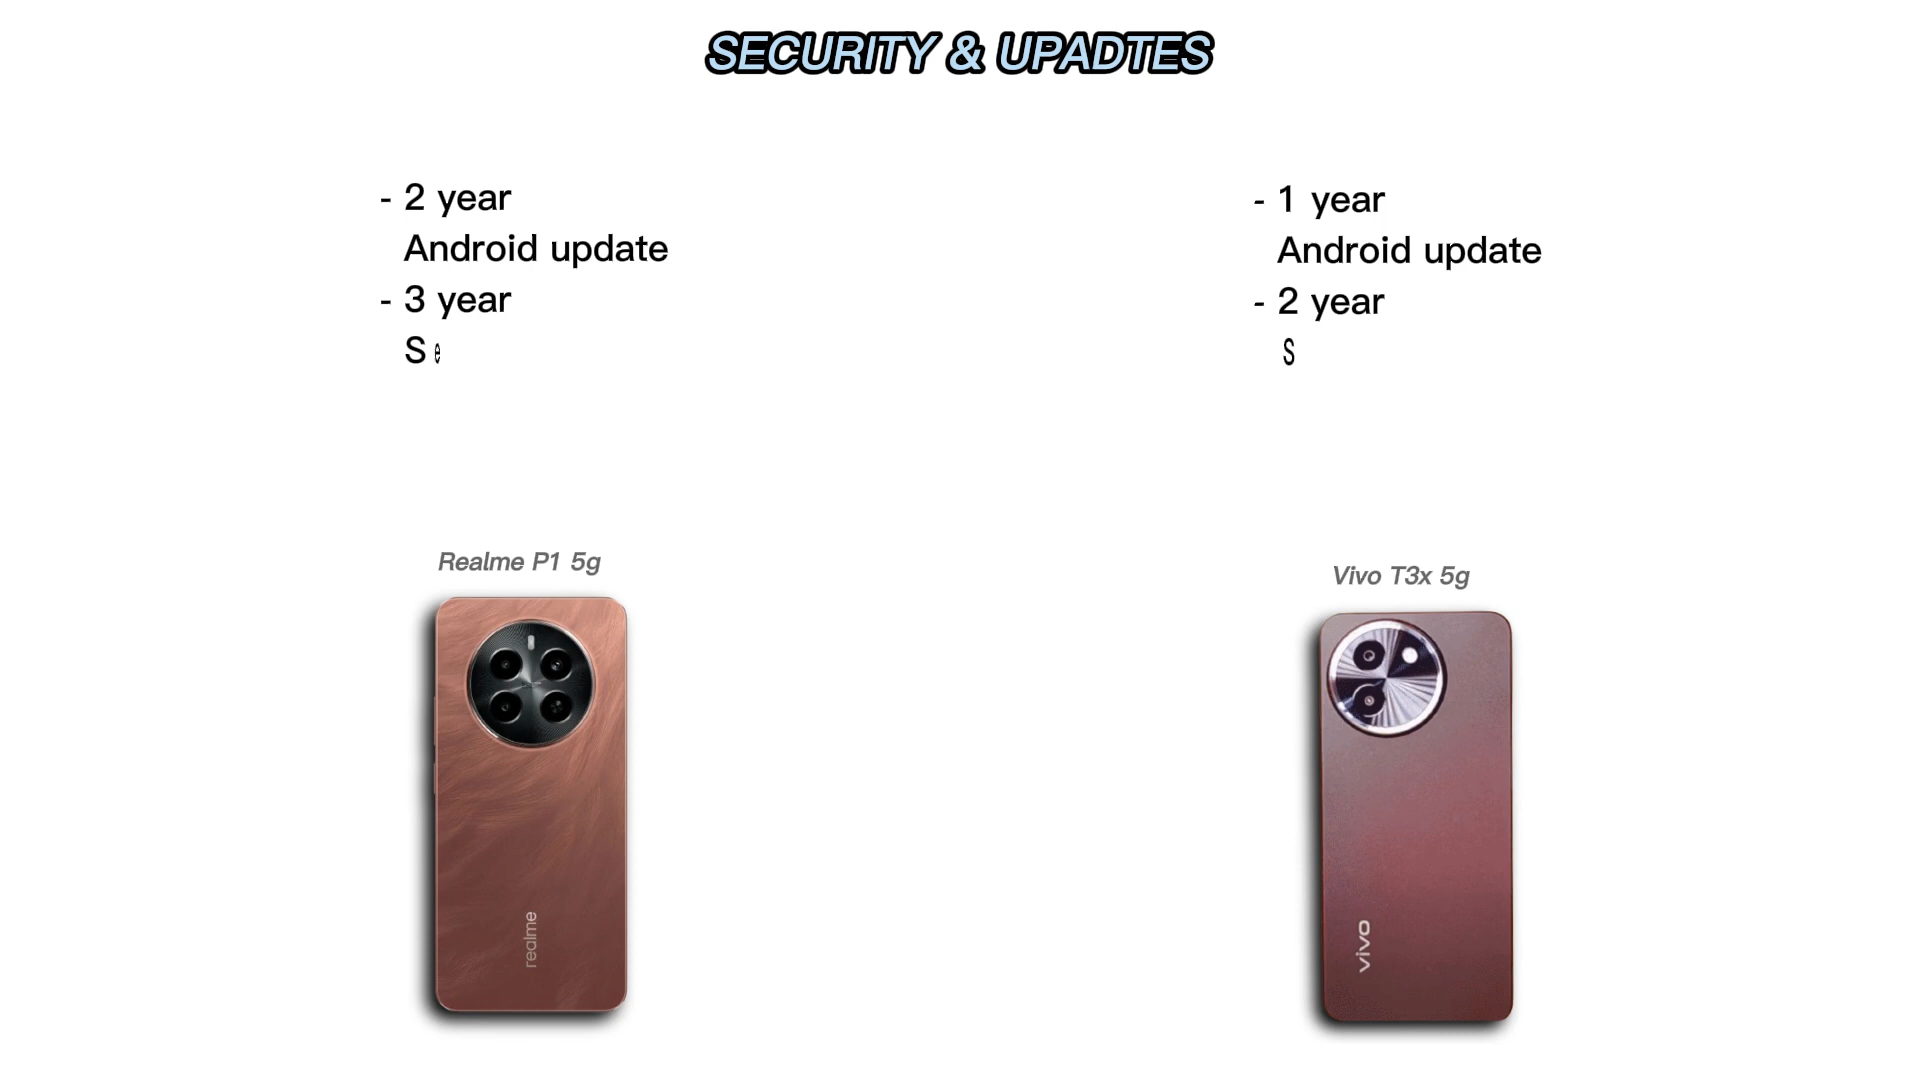 SECURITY & UPADTES
- 2 year
Android update
- 3 year
Se
- 1 year
Android update
- 2 year
S
Realme P1 5g
Vivo T3x 5g
realme
vivo